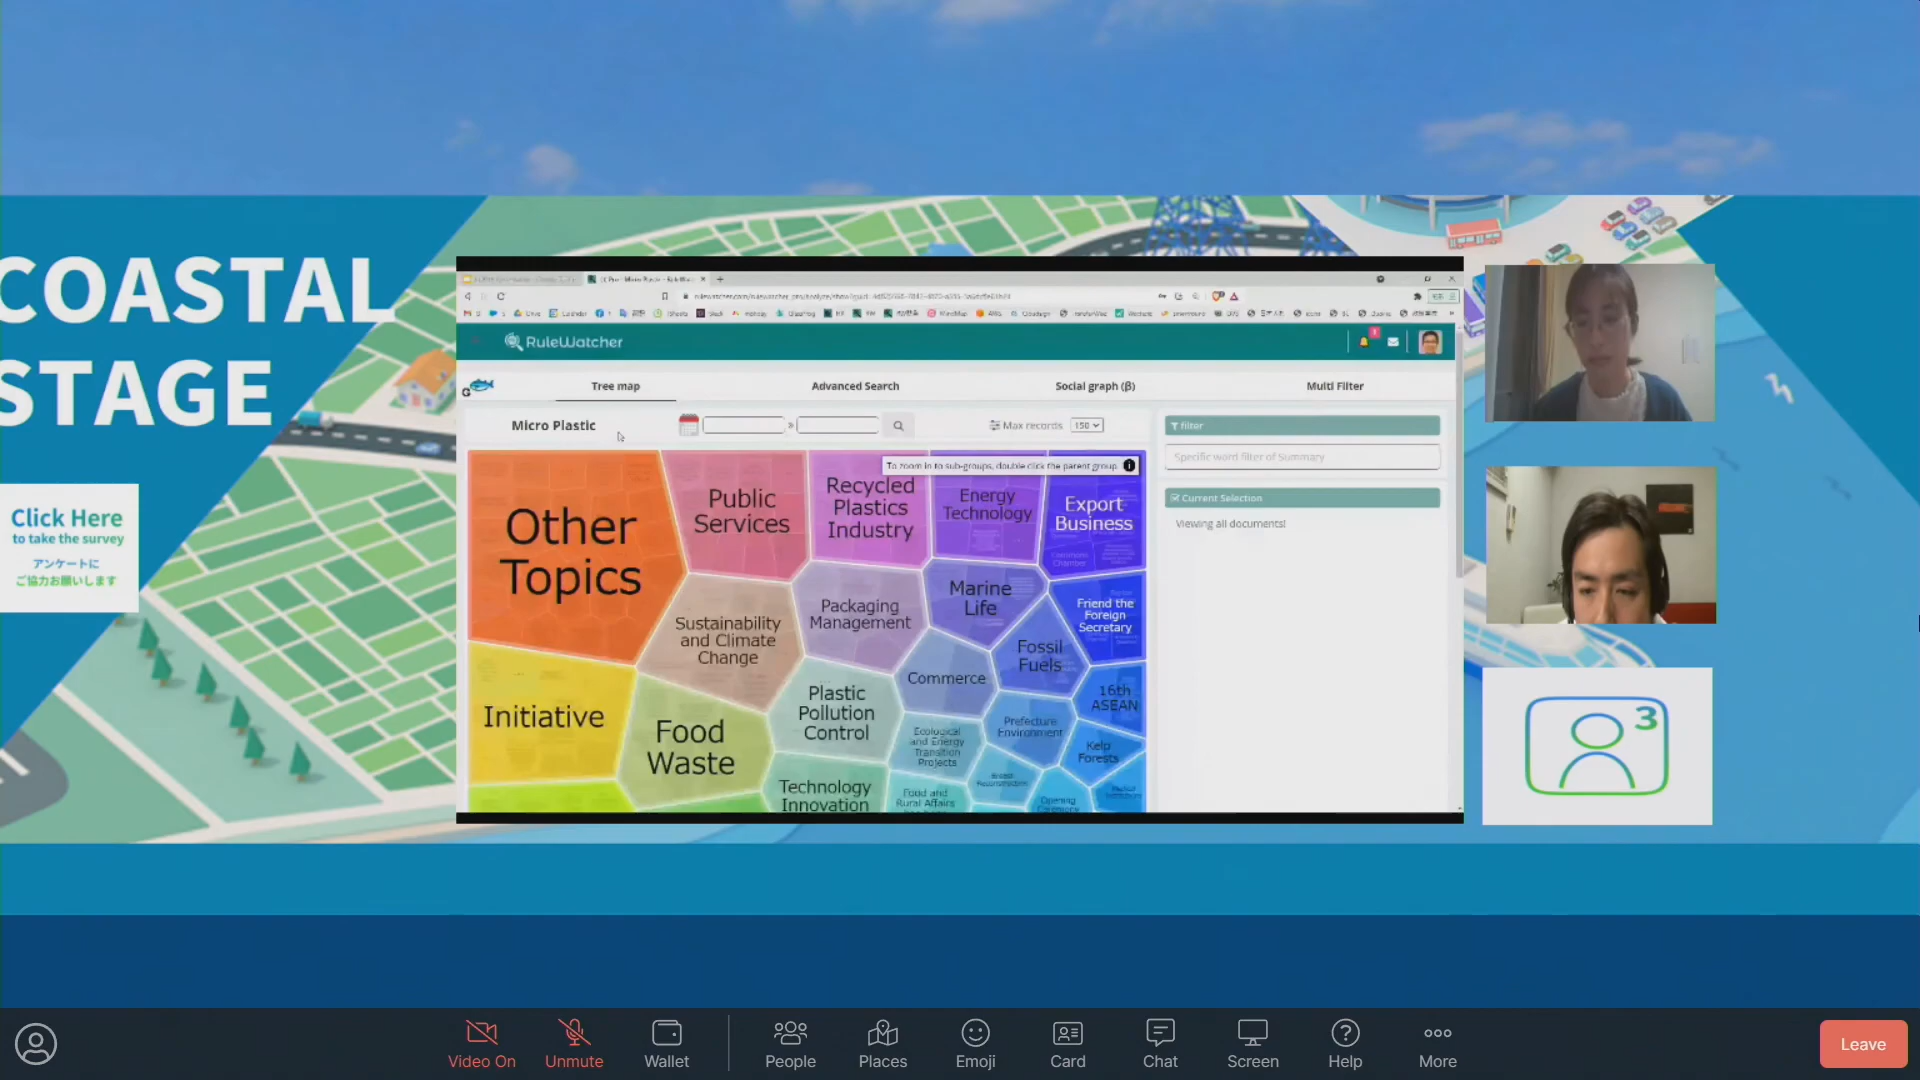 COASTAL
STAGE
Click Here
to take the survey
アンケートに
ご協力お願いします
RuleWatcher
Tree map
Advanced Search
Social graph (β)
Multi Filter
Micro Plastic
»
Max records
150
filter
Specific word filter of Summary
Current Selection
Viewing all documents!
To zoom in to sub-groups, double click the parent group.
Other
Topics
Public
Services
Recycled
Plastics
Industry
Energy
Technology
Export
Business
Sustainability
and Climate
Change
Packaging
Management
Marine
Life
Friend the
Foreign
Secretary
Fossil
Fuels
Commerce
Initiative
Food
Waste
Plastic
Pollution
Control
16th
ASEAN
Prefecture
Environment
Ecological
and Energy
Transition
Projects
Kelp
Forests
Technology
Innovation
Food and
Rural Affairs
Opening
Ceremony
3
Video On
Unmute
Wallet
People
Places
Emoji
Card
Chat
Screen
Help
More
Leave